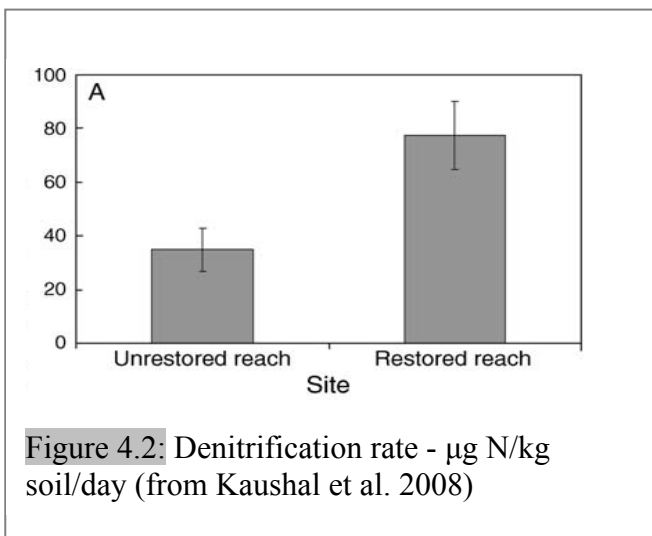 100
A
80
60
40
20
0
Unrestored reach Restored reach
Site
Figure 4.2: Denitrification rate - μg N/kg
soil/day (from Kaushal et al. 2008)